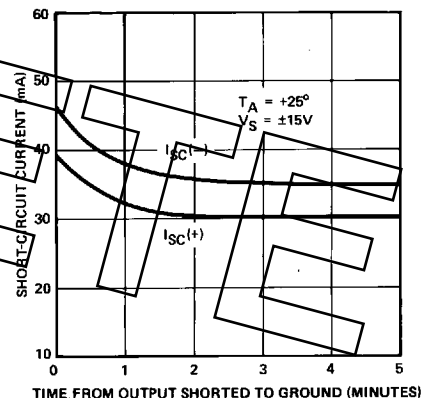 60
50
40
30
20
10
SHORT-CIRCUIT CURRENT (mA)
T_A = +25°
V_S = ±15V
I_SC(−)
I_SC(+)
0 1 2 3 4 5
TIME FROM OUTPUT SHORTED TO GROUND (MINUTES)